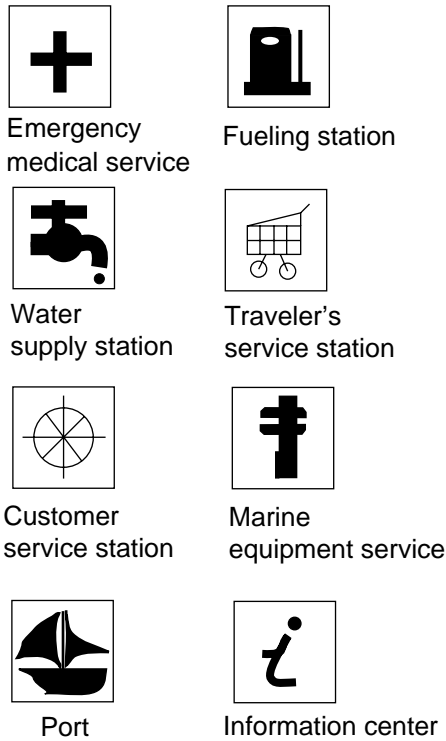 Emergency
medical service
Fueling station
Water
supply station
Traveler's
service station
Customer
service station
Marine
equipment service
Port
Information center